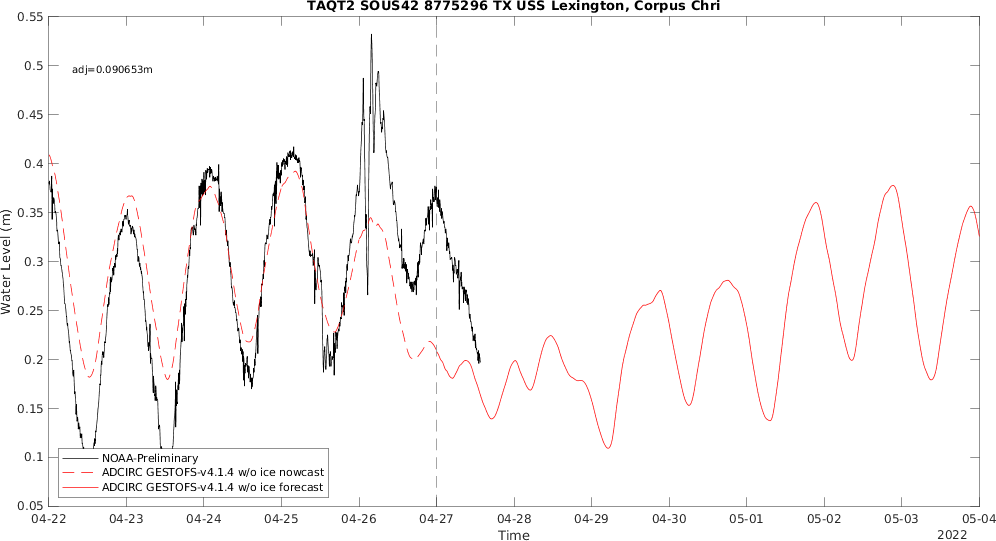 TAQT2 SOUS42 8775296 TX USS Lexington, Corpus Chri
adj=0.090653m
Water Level (m)
0.55
0.5
0.45
0.4
0.35
0.3
0.25
0.2
0.15
0.1
0.05
NOAA-Preliminary
ADCIRC GESTOFS-v4.1.4 w/o ice nowcast
ADCIRC GESTOFS-v4.1.4 w/o ice forecast
04-22 04-23 04-24 04-25 04-26 04-27 04-28 04-29 04-30 05-01 05-02 05-03 05-04
Time
2022